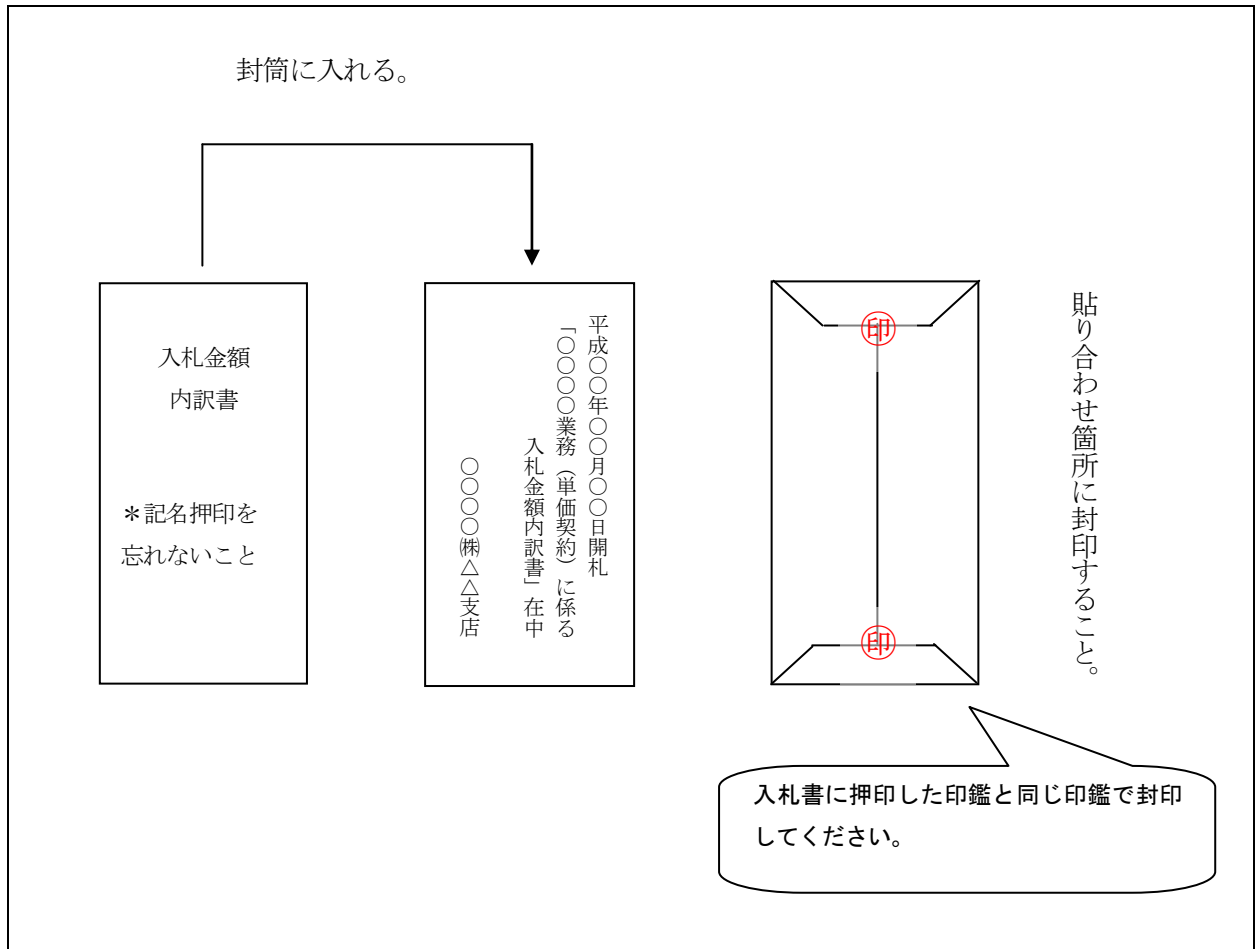 封筒に入れる。
入札金額
内訳書
＊記名押印を
忘れないこと
平成○○年○○月○○日開札
「○○○○業務（単価契約）に係る
入札金額内訳書」在中
○○○○㈱△△支店
印
印
貼り合わせ箇所に封印すること。
入札書に押印した印鑑と同じ印鑑で封印
してください。